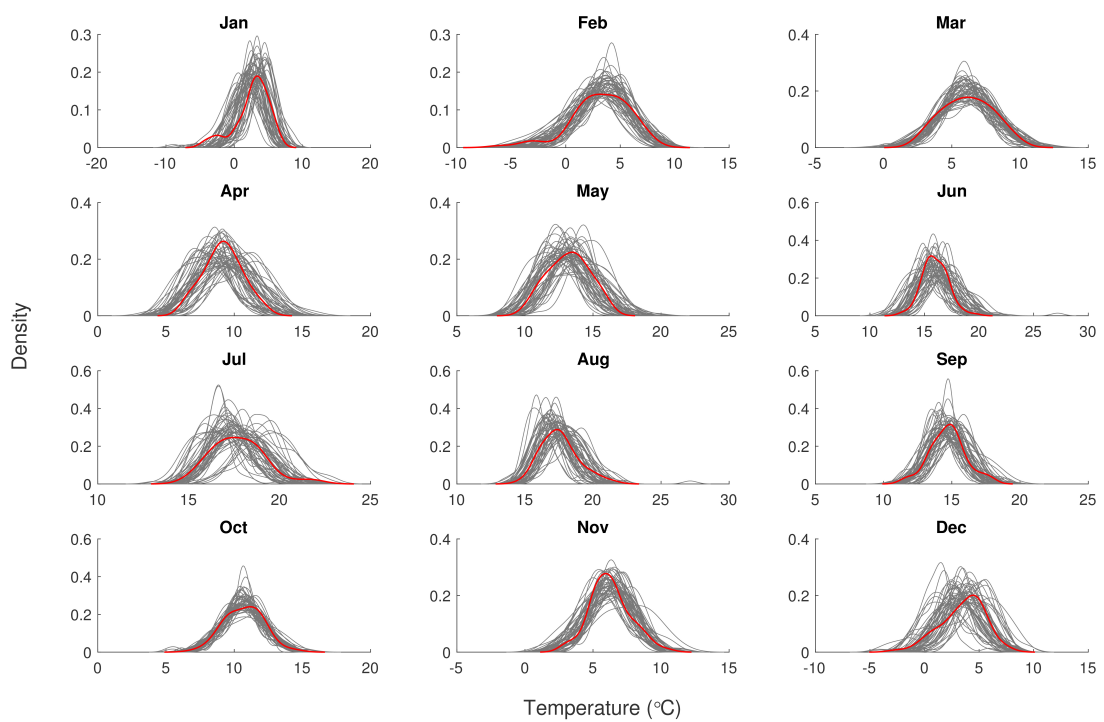 Jan Feb Mar
0.3 0.3 0.4
0.2 0.2
0.2
0.1 0.1
0 0 0
-20 -10 0 10 20 -10 -5 0 5 10 15 -5 0 5 10 15
Apr May Jun
0.4 0.4 0.6
0.4
0.2 0.2
0.2
0 0 0
0 5 10 15 20 5 10 15 20 25 5 10 15 20 25 30
Density
Jul Aug Sep
0.6 0.6 0.6
0.4 0.4 0.4
0.2 0.2 0.2
0 0 0
10 15 20 25 10 15 20 25 30 5 10 15 20 25
Oct Nov Dec
0.6 0.4 0.4
0.4
0.2 0.2
0.2
0 0 0
0 5 10 15 20 -5 0 5 10 15 -10 -5 0 5 10 15
Temperature (°C)